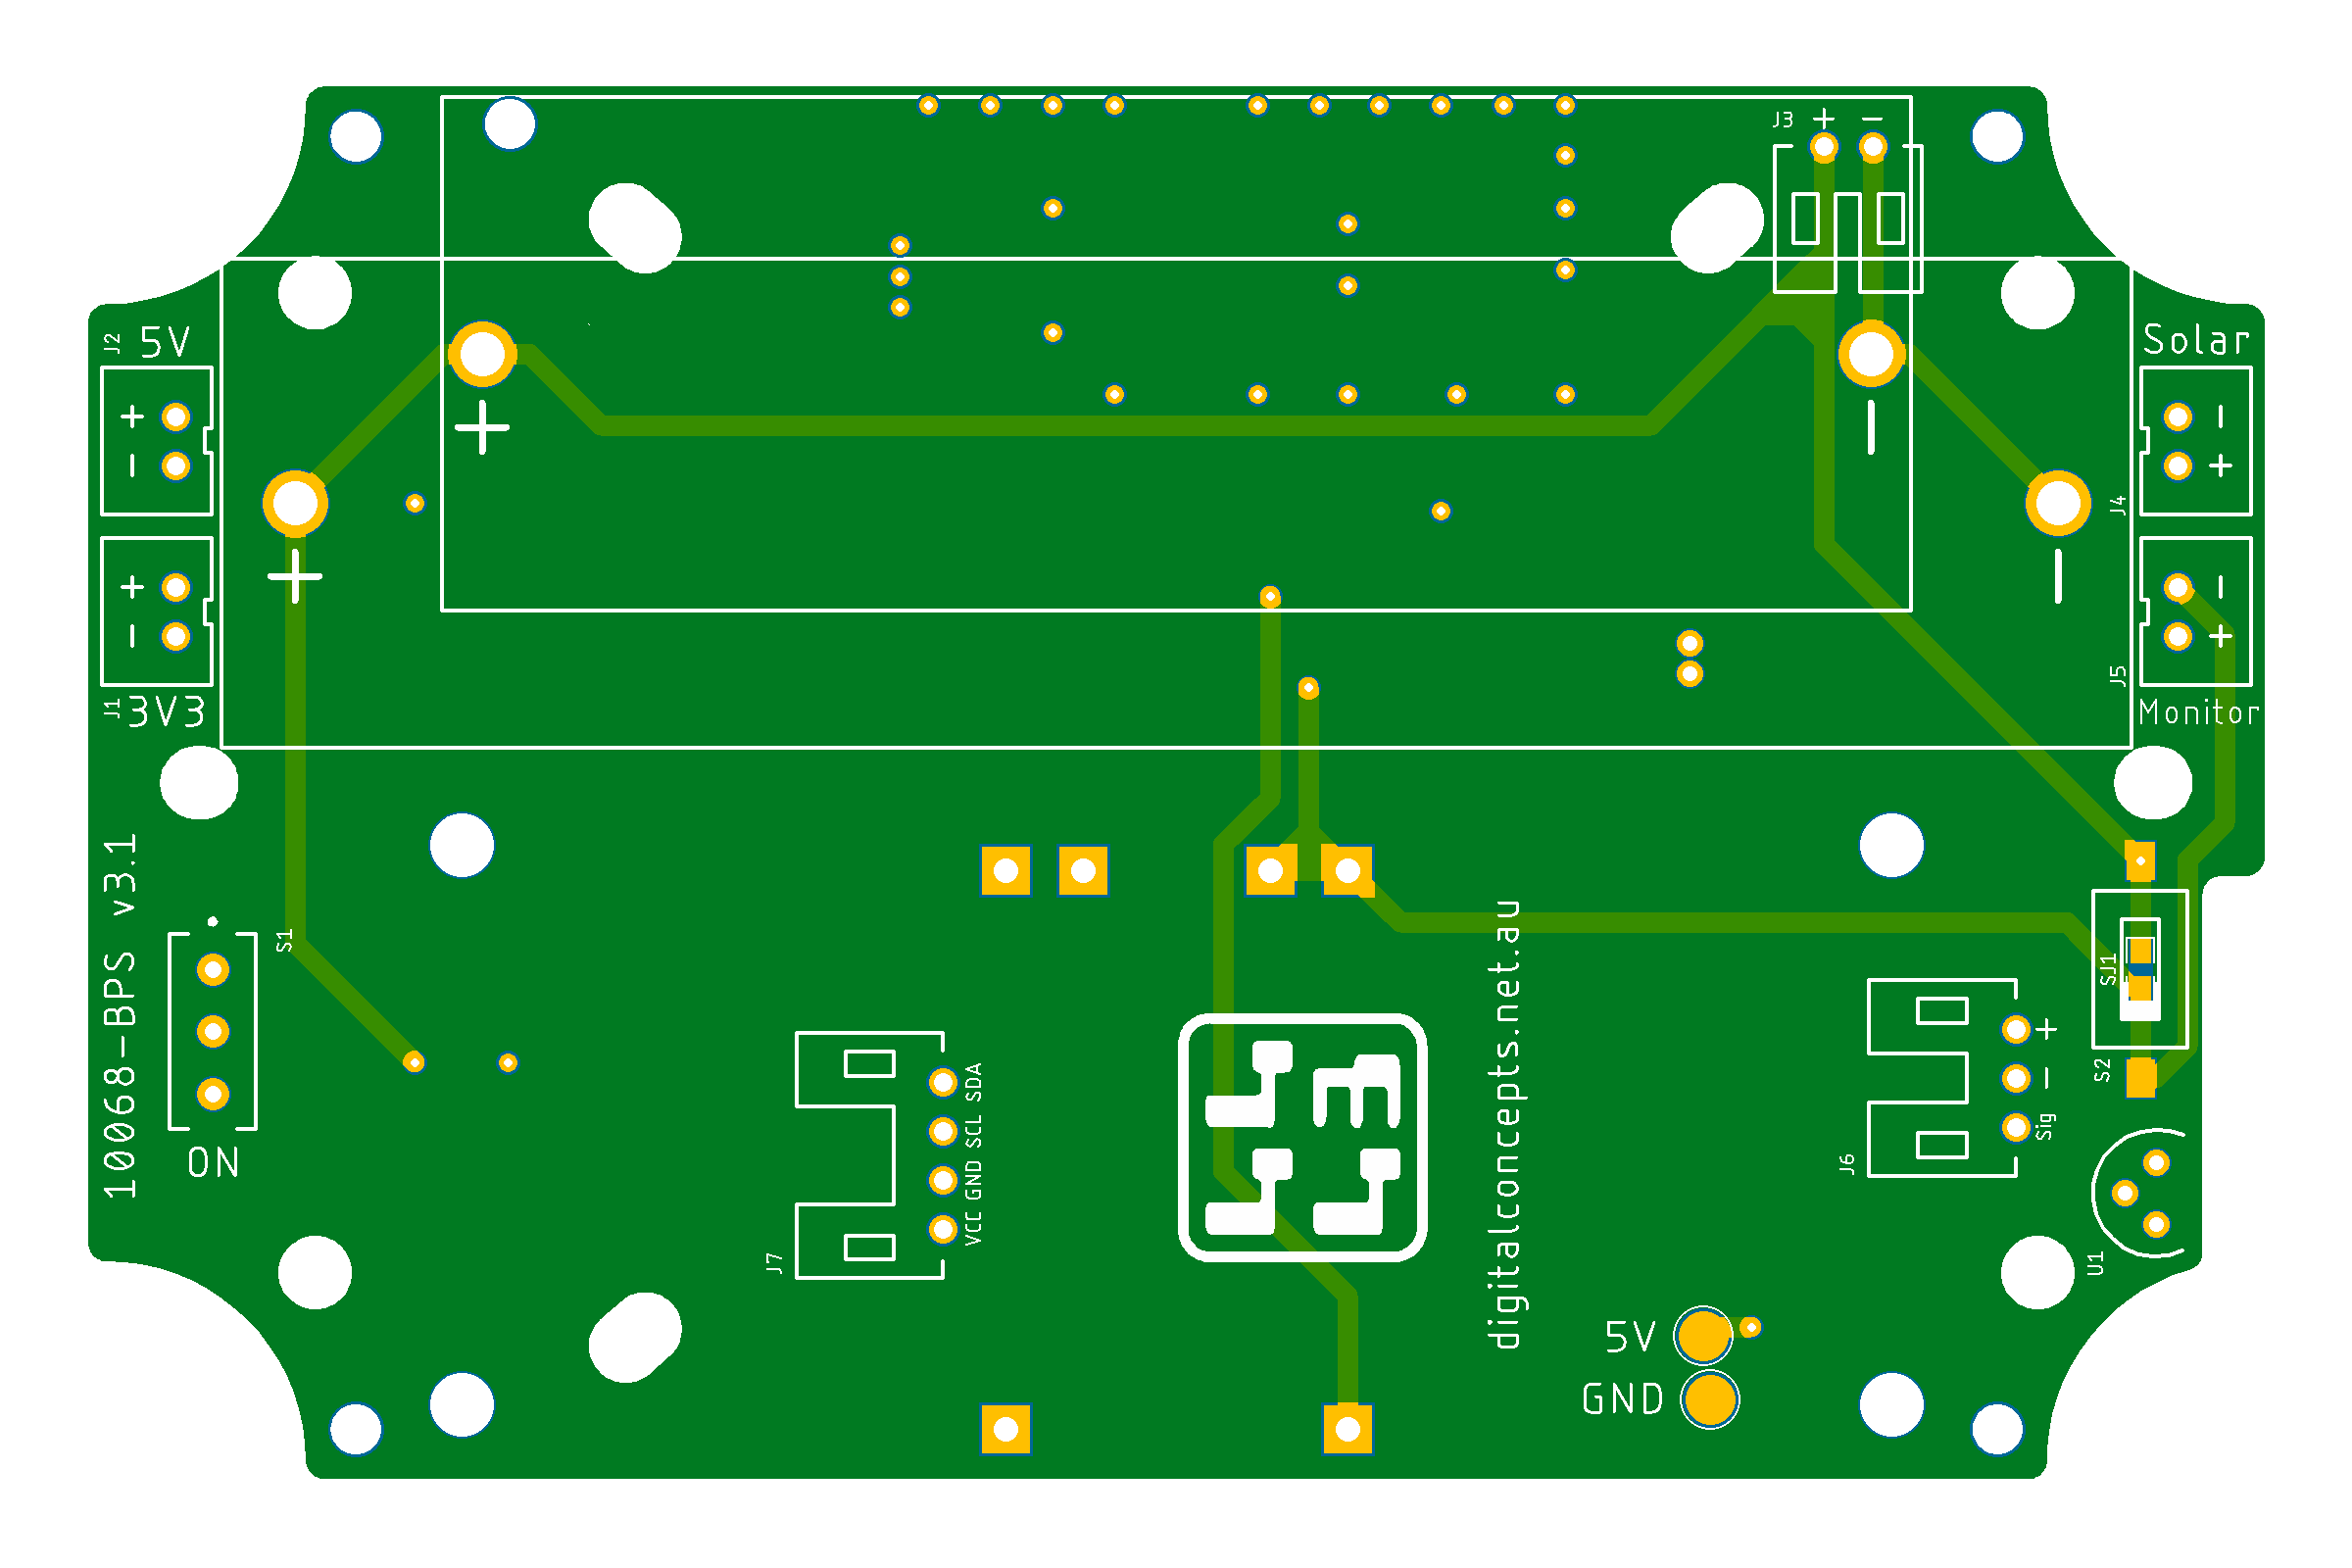 J3 + -
J2 5V
Solar
+
-
-
+
+
-
J4
+
-
+
-
-
+
J1 3V3
J5
Monitor
10068-BPS v3.1
S1
ON
SJ1
S2
J7
VCC GND SCL SDA
digitalconcepts.net.au
+
-
Sig
J6
U1
5V
GND